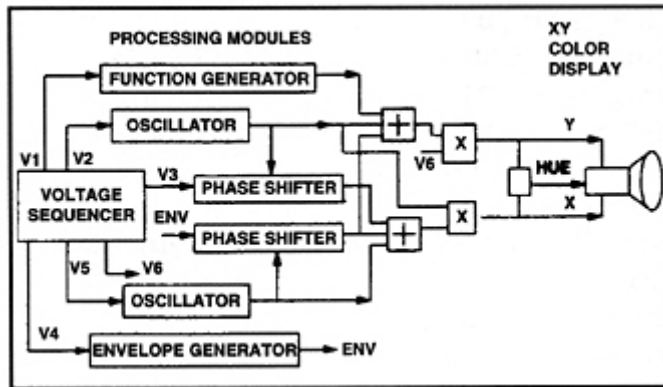 PROCESSING MODULES
XY
COLOR
DISPLAY
FUNCTION GENERATOR
OSCILLATOR
V1
V2
V3
V6
X
Y
HUE
VOLTAGE
SEQUENCER
PHASE SHIFTER
ENV
PHASE SHIFTER
X
X
V5
V6
OSCILLATOR
V4
ENVELOPE GENERATOR
ENV